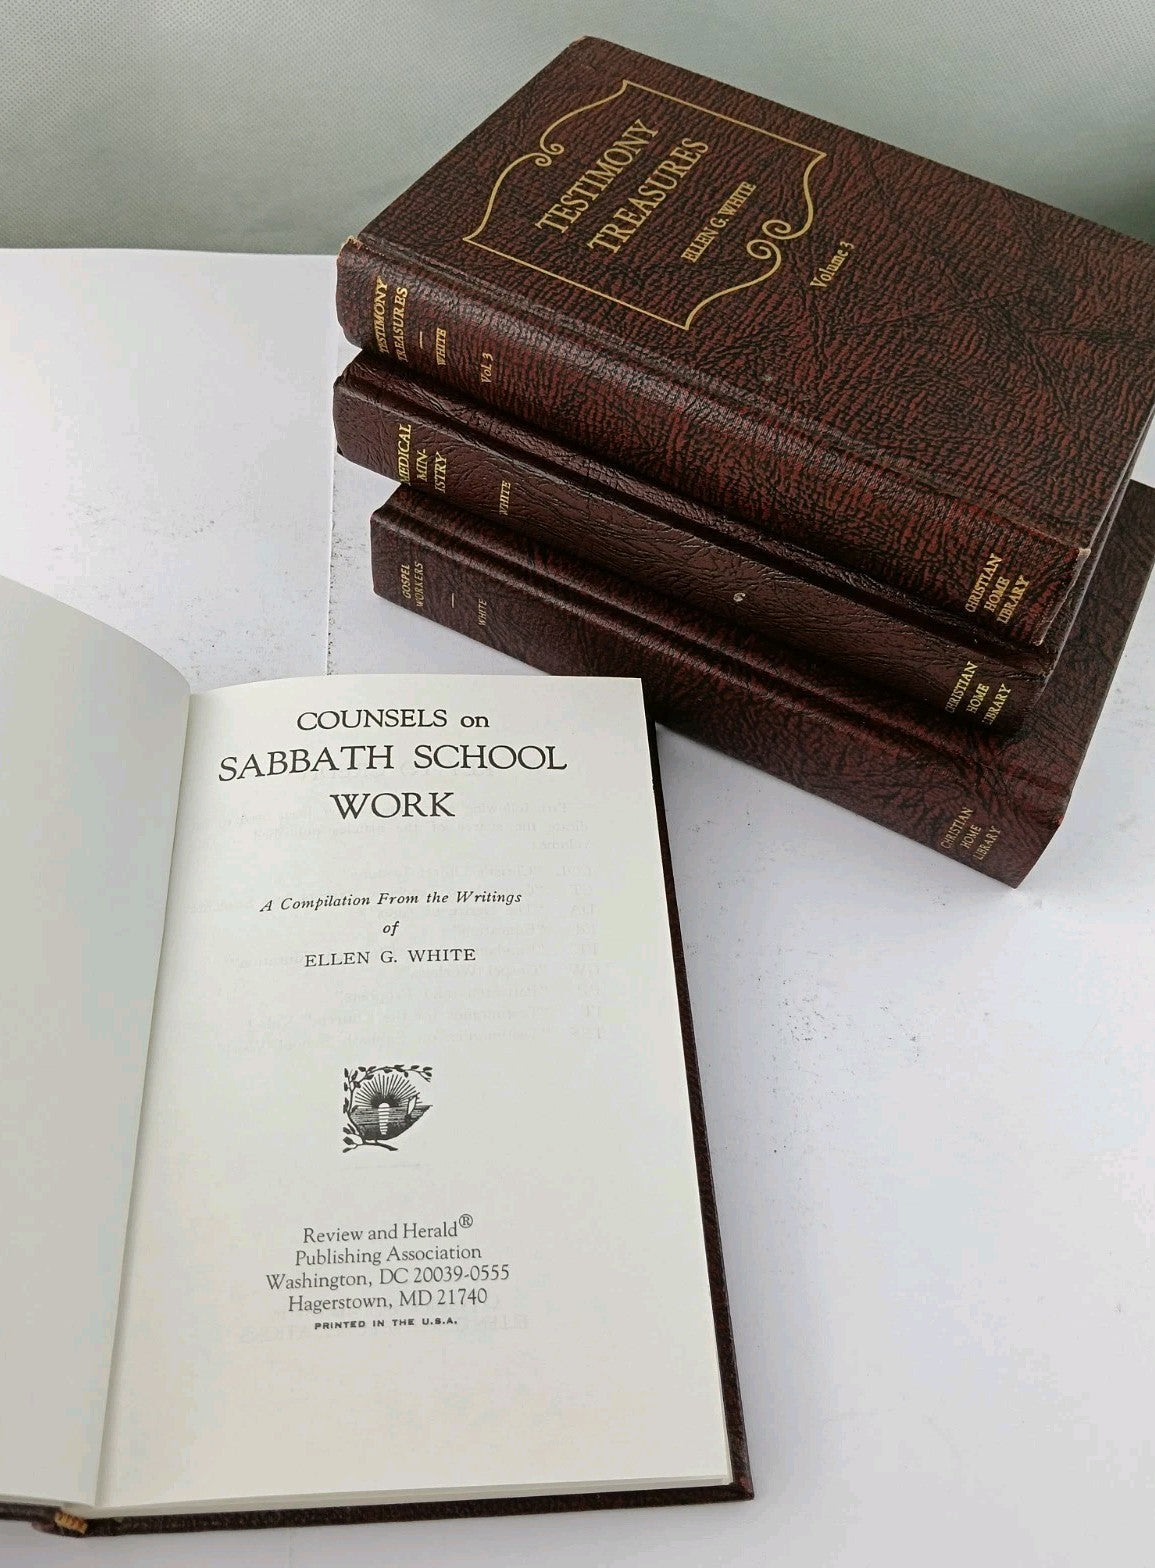 TESTIMONY
TREASURES
ELLEN G. WHITE
Volume 3
TESTIMONY
TREASURES
—
WHITE
Vol. 3
CHRISTIAN
HOME
LIBRARY
MEDICAL
MIN-
ISTRY
WHITE
CHRISTIAN
HOME
LIBRARY
GOSPEL
WORKERS
—
WHITE
CHRISTIAN
HOME
LIBRARY
COUNSELS on
SABBATH SCHOOL
WORK
A Compilation From the Writings
of
ELLEN G. WHITE
Review and Herald®
Publishing Association
Washington, DC 20039-0555
Hagerstown, MD 21740
PRINTED IN THE U.S.A.